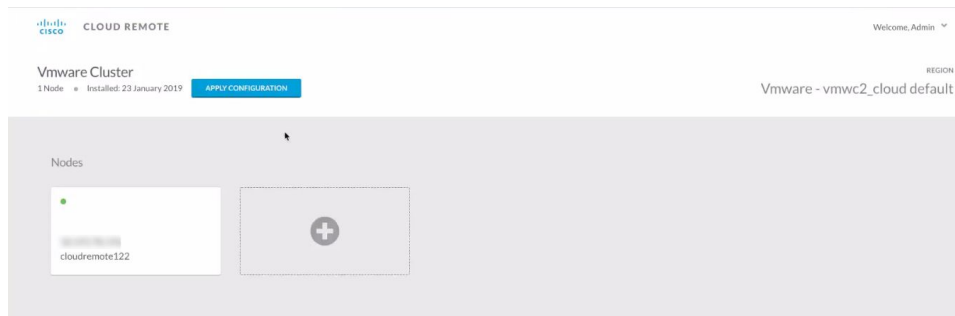 CISCO
CLOUD REMOTE
Welcome, Admin
Vmware Cluster
1 Node
Installed: 23 January 2019
APPLY CONFIGURATION
REGION
Vmware - vmwc2_cloud default
Nodes
cloudremote122